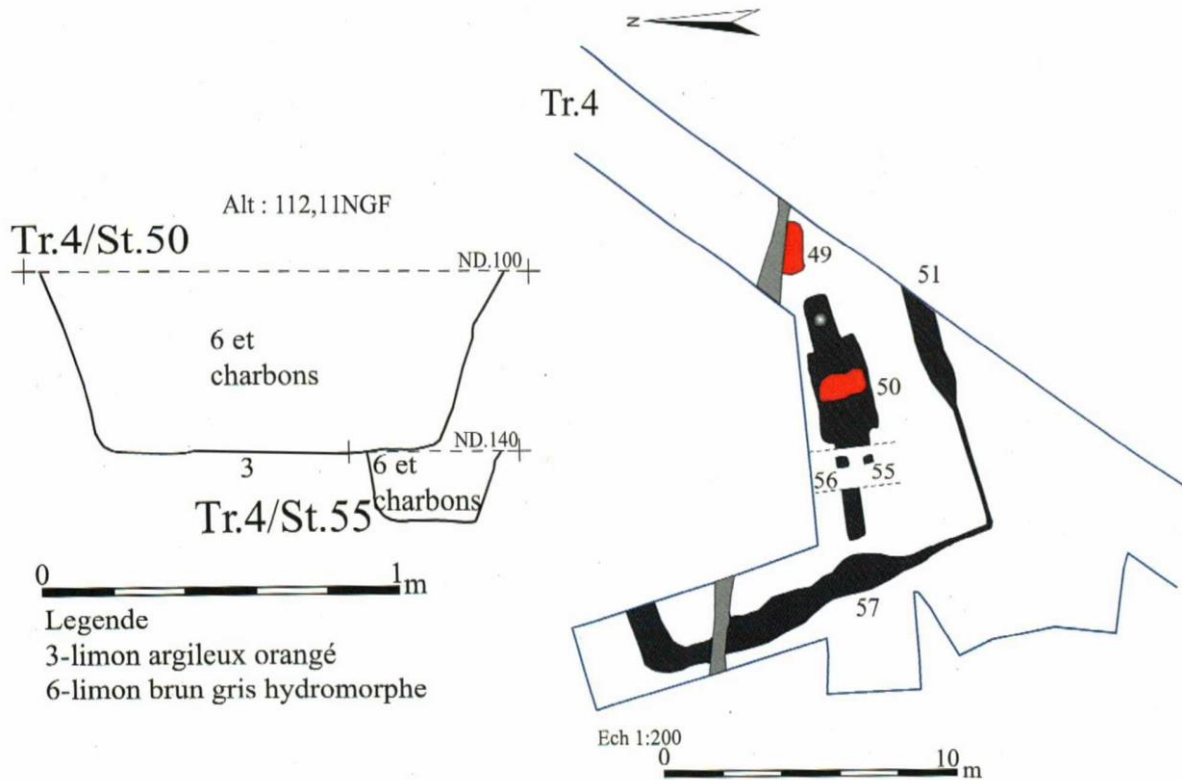 N
Tr.4
Alt : 112,11NGF
Tr.4/St.50
ND.100
6 et
charbons
3
ND.140
6 et
charbons
Tr.4/St.55
0 1 m
Legende
3-limon argileux orangé
6-limon brun gris hydromorphe
49
51
50
56 55
57
Ech 1:200
0 10 m